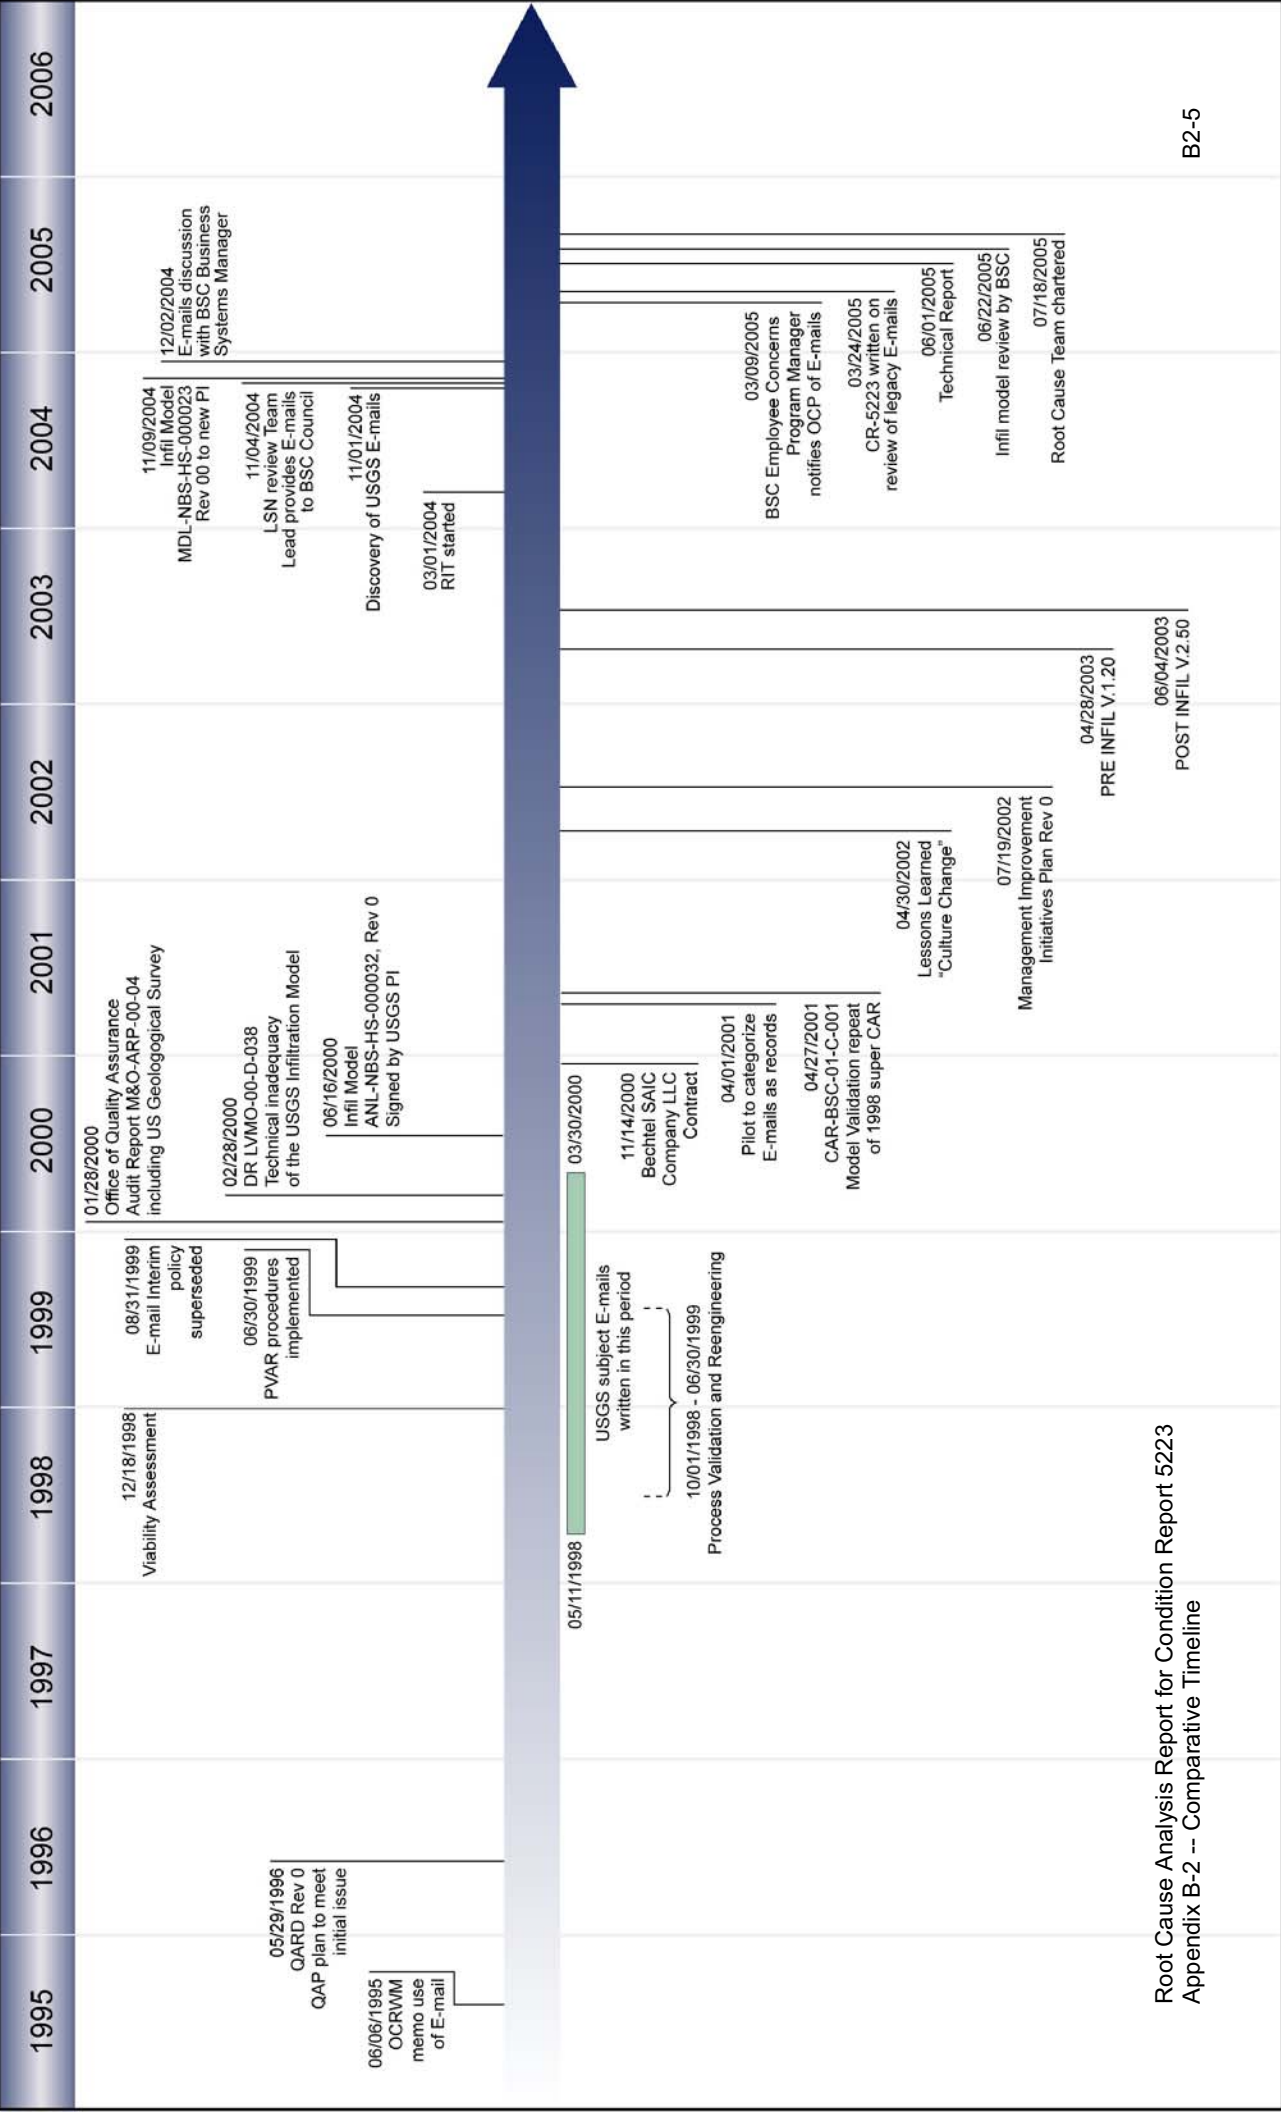 1995
1996
1997
1998
1999
2000
2001
2002
2003
2004
2005
2006
06/06/1995
OCRWM
memo use
of E-mail
05/29/1996
QARD Rev 0
QAP plan to meet
initial issue
12/18/1998
Viability Assessment
08/31/1999
E-mail Interim
policy
superseded
06/30/1999
PVAR procedures
implemented
01/28/2000
Office of Quality Assurance
Audit Report M&O-ARP-00-04
including US Geologogical Survey
02/28/2000
DR LVMO-00-D-038
Technical inadequacy
of the USGS Infiltration Model
06/16/2000
Infil Model
ANL-NBS-HS-000032, Rev 0
Signed by USGS PI
11/09/2004
Infil Model
MDL-NBS-HS-000023
Rev 00 to new PI
11/04/2004
LSN review Team
Lead provides E-mails
to BSC Council
11/01/2004
Discovery of USGS E-mails
03/01/2004
RIT started
12/02/2004
E-mails discussion
with BSC Business
Systems Manager
05/11/1998
03/30/2000
USGS subject E-mails
written in this period
10/01/1998 - 06/30/1999
Process Validation and Reengineering
11/14/2000
Bechtel SAIC
Company LLC
Contract
04/01/2001
Pilot to categorize
E-mails as records
04/27/2001
CAR-BSC-01-C-001
Model Validation repeat
of 1998 super CAR
04/30/2002
Lessons Learned
"Culture Change"
07/19/2002
Management Improvement
Initiatives Plan Rev 0
04/28/2003
PRE INFIL V.1.20
06/04/2003
POST INFIL V.2.50
03/09/2005
BSC Employee Concerns
Program Manager
notifies OCP of E-mails
03/24/2005
CR-5223 written on
review of legacy E-mails
06/01/2005
Technical Report
06/22/2005
Infil model review by BSC
07/18/2005
Root Cause Team chartered
Root Cause Analysis Report for Condition Report 5223
Appendix B-2 -- Comparative Timeline
B2-5